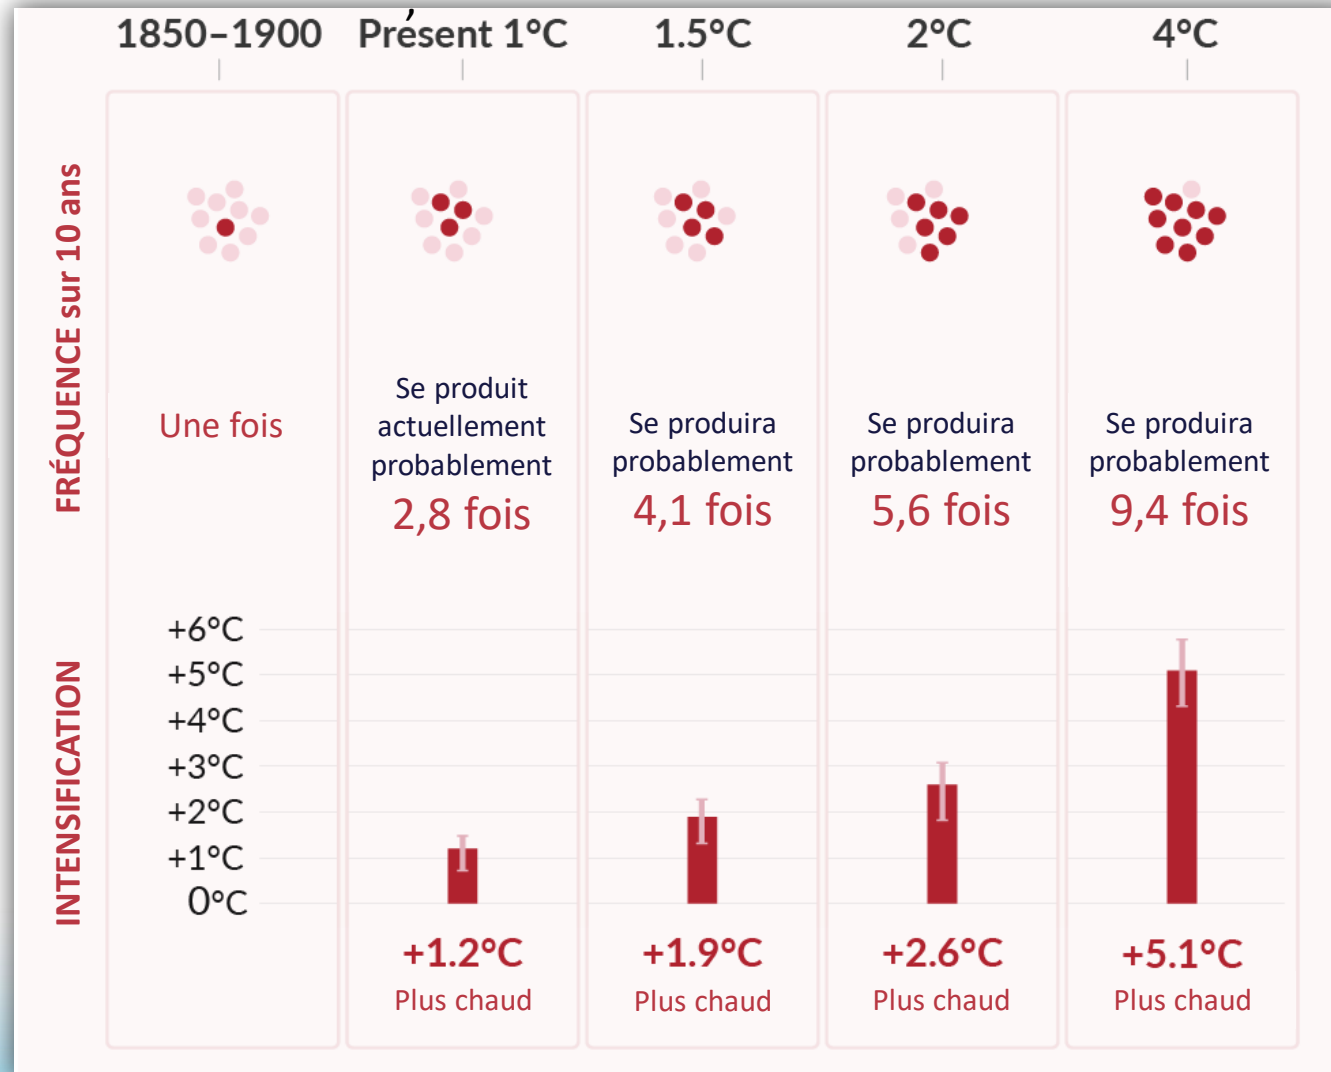 1850–1900 Présent 1°C 1.5°C 2°C 4°C
FRÉQUENCE sur 10 ans
Une fois
Se produit
actuellement
probablement
2,8 fois
Se produira
probablement
4,1 fois
Se produira
probablement
5,6 fois
Se produira
probablement
9,4 fois
INTENSIFICATION
+6°C
+5°C
+4°C
+3°C
+2°C
+1°C
0°C
+1.2°C
Plus chaud
+1.9°C
Plus chaud
+2.6°C
Plus chaud
+5.1°C
Plus chaud